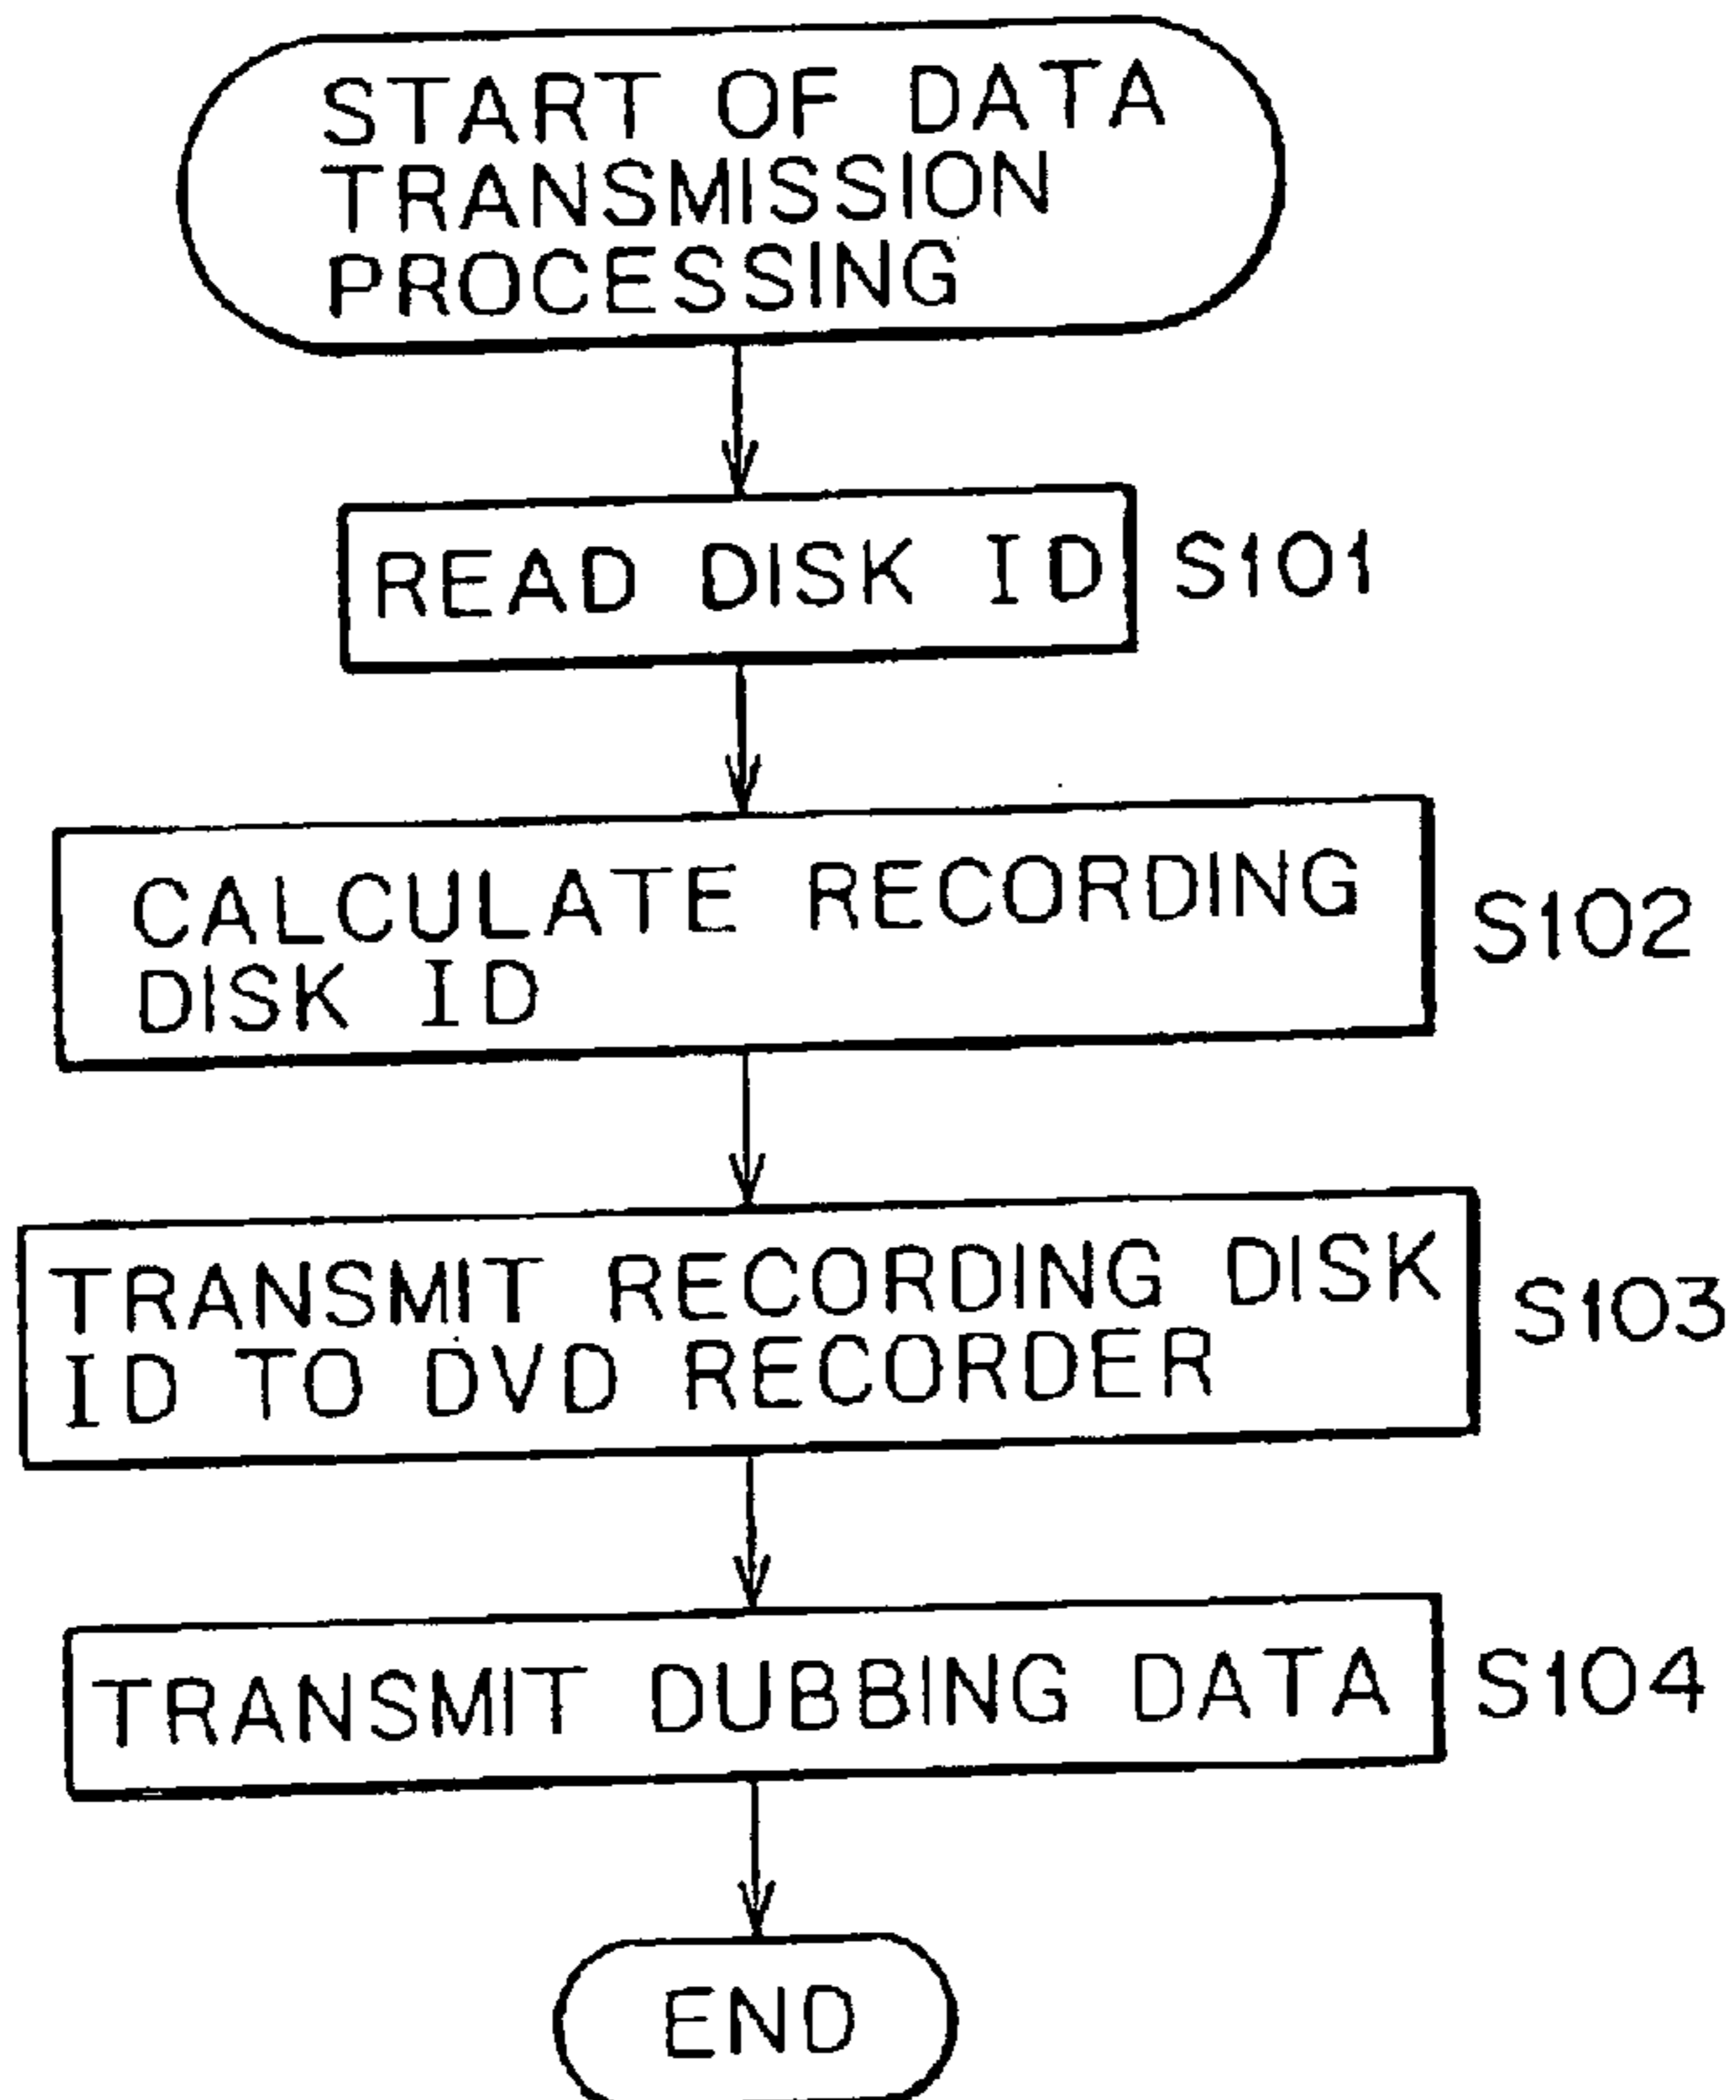 START OF DATA
TRANSMISSION
PROCESSING
READ DISK ID
S101
CALCULATE RECORDING
DISK ID
S102
TRANSMIT RECORDING DISK
ID TO DVD RECORDER
S103
TRANSMIT DUBBING DATA
S104
END